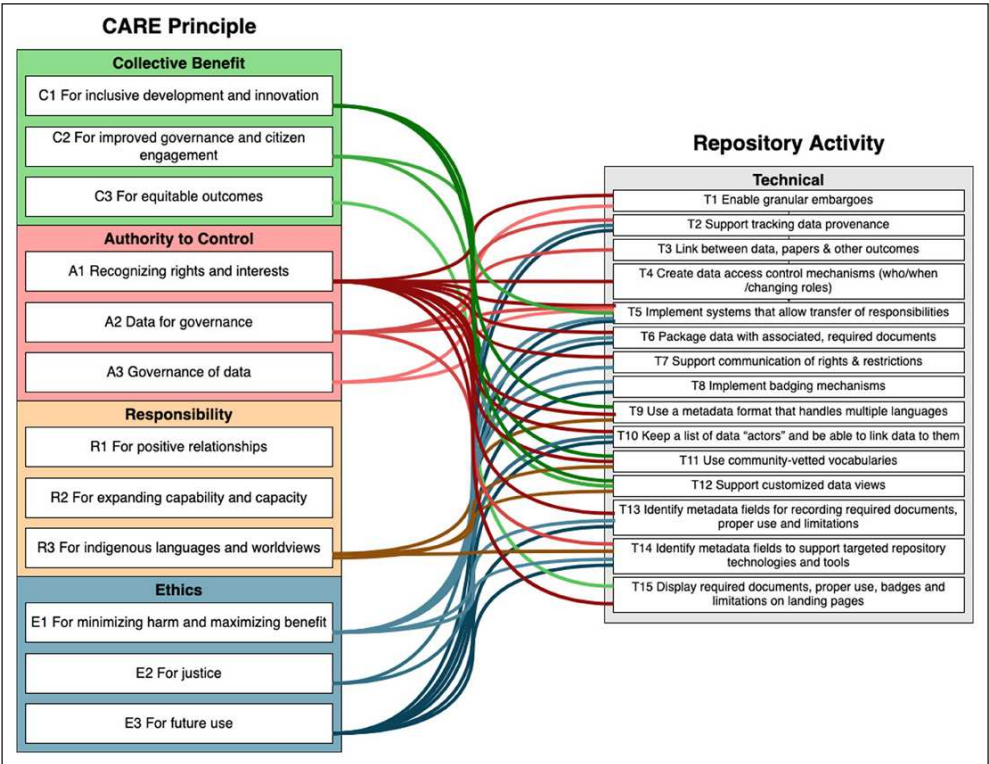 CARE Principle
Collective Benefit
C1 For inclusive development and innovation
C2 For improved governance and citizen
engagement
C3 For equitable outcomes
Authority to Control
A1 Recognizing rights and interests
A2 Data for governance
A3 Governance of data
Responsibility
R1 For positive relationships
R2 For expanding capability and capacity
R3 For indigenous languages and worldviews
Ethics
E1 For minimizing harm and maximizing benefit
E2 For justice
E3 For future use
Repository Activity
Technical
T1 Enable granular embargoes
T2 Support tracking data provenance
T3 Link between data, papers & other outcomes
T4 Create data access control mechanisms (who/when
/changing roles)
T5 Implement systems that allow transfer of responsibilities
T6 Package data with associated, required documents
T7 Support communication of rights & restrictions
T8 Implement badging mechanisms
T9 Use a metadata format that handles multiple languages
T10 Keep a list of data “actors” and be able to link data to them
T11 Use community-vetted vocabularies
T12 Support customized data views
T13 Identify metadata fields for recording required documents,
proper use and limitations
T14 Identify metadata fields to support targeted repository
technologies and tools
T15 Display required documents, proper use, badges and
limitations on landing pages